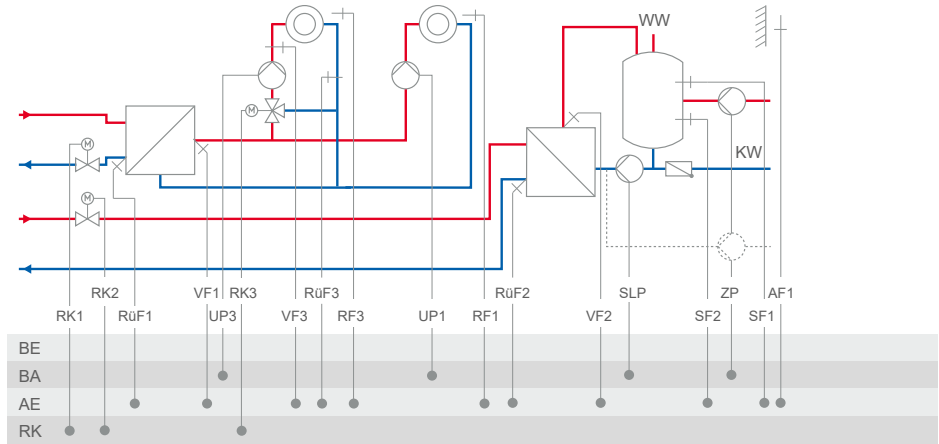 WW
M
KW
M
M
RK2 VF1 RK3 RüF3 RüF2 SLP ZP AF1
RK1 RüF1 UP3 VF3 RF3 UP1 RF1 VF2 SF2 SF1
BE
BA
AE
RK